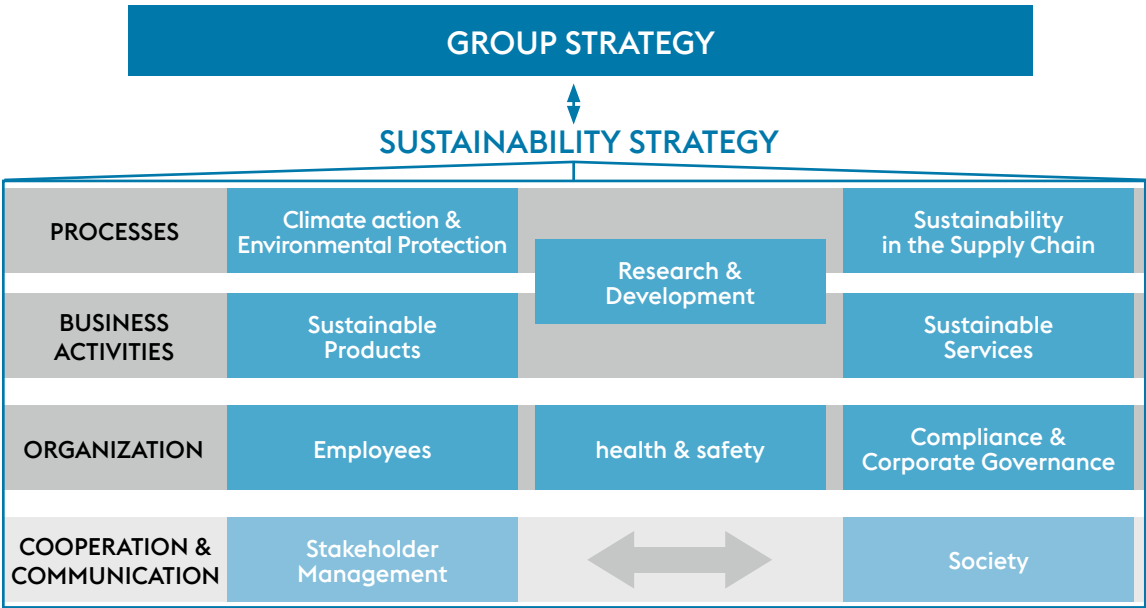 GROUP STRATEGY
SUSTAINABILITY STRATEGY
PROCESSES
Climate action &
Environmental Protection
Research &
Development
Sustainability
in the Supply Chain
BUSINESS
ACTIVITIES
Sustainable
Products
Sustainable
Services
ORGANIZATION
Employees
health & safety
Compliance &
Corporate Governance
COOPERATION &
COMMUNICATION
Stakeholder
Management
Society